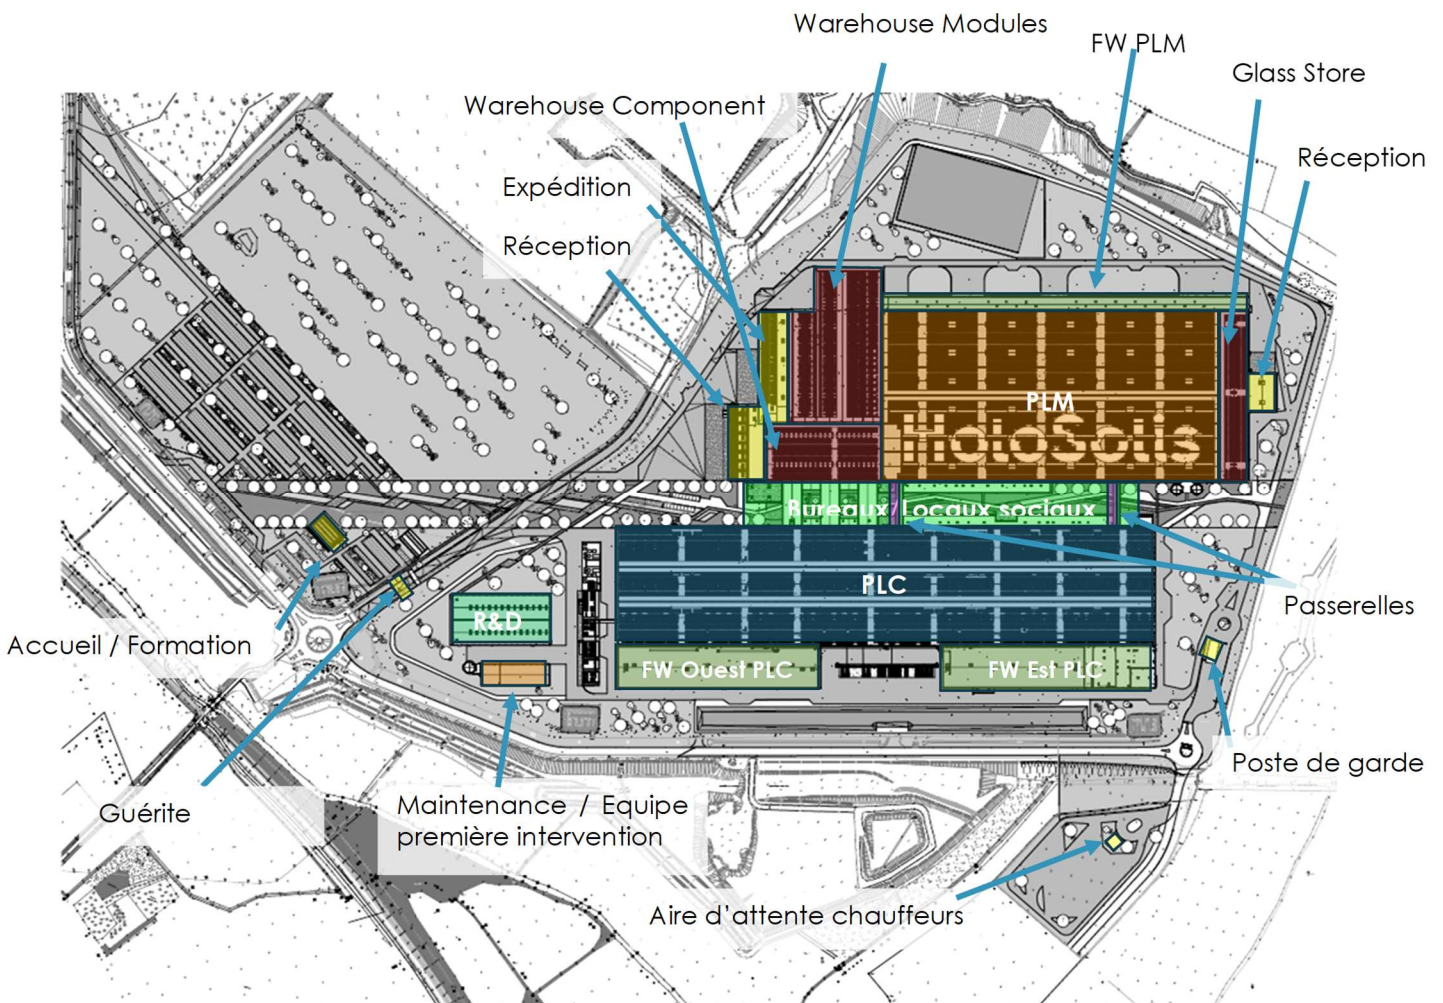 Warehouse Modules
FW PLM
Glass Store
Warehouse Component
Réception
Expédition
Réception
PLM
HoloSolis
Bureaux/Locaux sociaux
PLC
Passerelles
R&D
Accueil / Formation
FW Ouest PLC
FW Est PLC
Poste de garde
Guérite
Maintenance / Equipe
première intervention
Aire d'attente chauffeurs